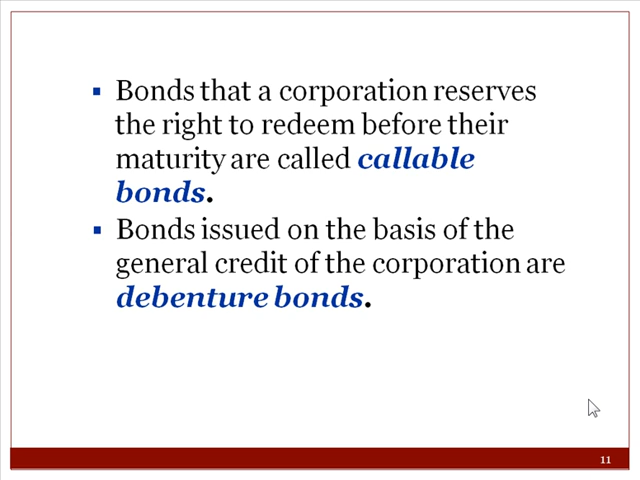 ▪ Bonds that a corporation reserves
the right to redeem before their
maturity are called callable
bonds.
▪ Bonds issued on the basis of the
general credit of the corporation are
debenture bonds.
11